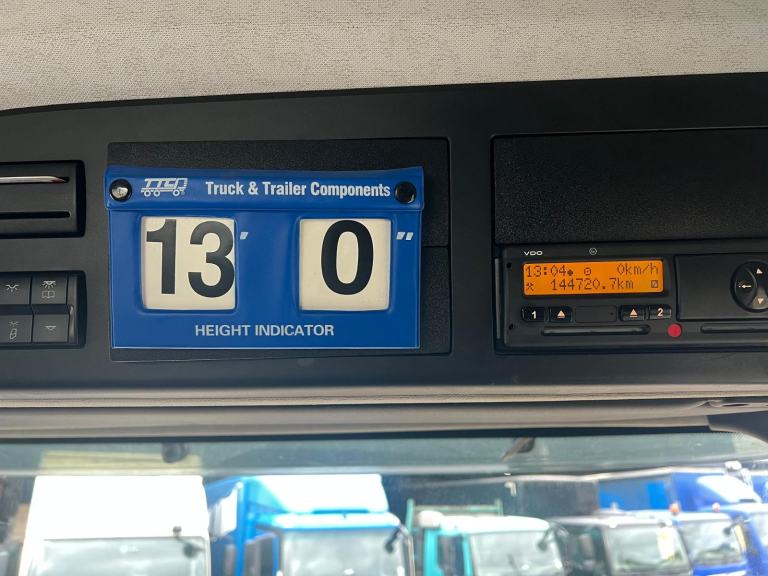 TTC Truck & Trailer Components
13' 0"
HEIGHT INDICATOR
VDO
13:04 0km/h
144720.7km
1 2